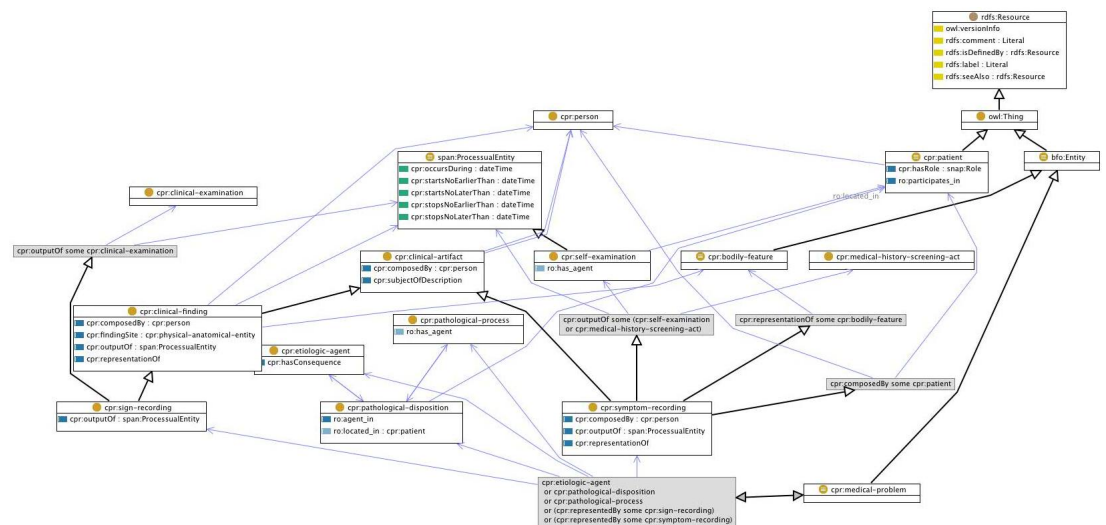 rdfs:Resource
owl:versionInfo
rdfs:comment : Literal
rdfs:isDefinedBy : rdfs:Resource
rdfs:label : Literal
rdfs:seeAlso : rdfs:Resource
owl:Thing
cpr:person
span:ProcessualEntity
cpr:occursDuring : dateTime
cpr:startsNoEarlierThan : dateTime
cpr:startsNoLaterThan : dateTime
cpr:stopsNoEarlierThan : dateTime
cpr:stopsNoLaterThan : dateTime
cpr:patient
cpr:hasRole : snap:Role
ro:participates_in
bfo:Entity
cpr:clinical-examination
ro:located_in
cpr:outputOf some cpr:clinical-examination
cpr:clinical-artifact
cpr:composedBy : cpr:person
cpr:subjectOfDescription
cpr:self-examination
ro:has_agent
cpr:bodily-feature
cpr:medical-history-screening-act
cpr:clinical-finding
cpr:composedBy : cpr:person
cpr:findingSite : cpr:physical-anatomical-entity
cpr:outputOf : span:ProcessualEntity
cpr:representationOf
cpr:pathological-process
ro:has_agent
cpr:outputOf some (cpr:self-examination
or cpr:medical-history-screening-act)
cpr:representationOf some cpr:bodily-feature
cpr:etiologic-agent
cpr:hasConsequence
cpr:composedBy some cpr:patient
cpr:sign-recording
cpr:outputOf : span:ProcessualEntity
cpr:pathological-disposition
ro:agent_in
ro:located_in : cpr:patient
cpr:symptom-recording
cpr:composedBy : cpr:person
cpr:outputOf : span:ProcessualEntity
cpr:representationOf
cpr:etiologic-agent
or cpr:pathological-disposition
or cpr:pathological-process
or (cpr:representedBy some cpr:sign-recording)
or (cpr:representedBy some cpr:symptom-recording)
cpr:medical-problem